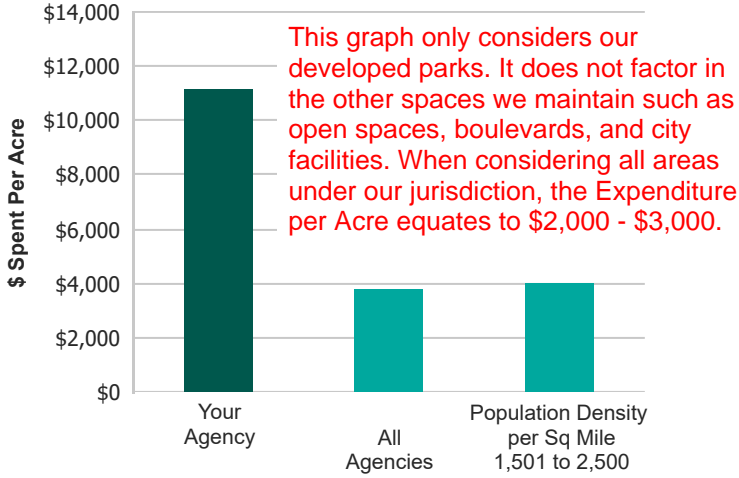 $14,000
This graph only considers our
$12,000
developed parks. It does not factor in
the other spaces we maintain such as
$10,000
open spaces, boulevards, and city
facilities. When considering all areas
$8,000
under our jurisdiction, the Expenditure
per Acre equates to $2,000 - $3,000.
$6,000
$4,000
$2,000
$0
$ Spent Per Acre
Your
Agency
All
Agencies
Population Density
per Sq Mile
1,501 to 2,500